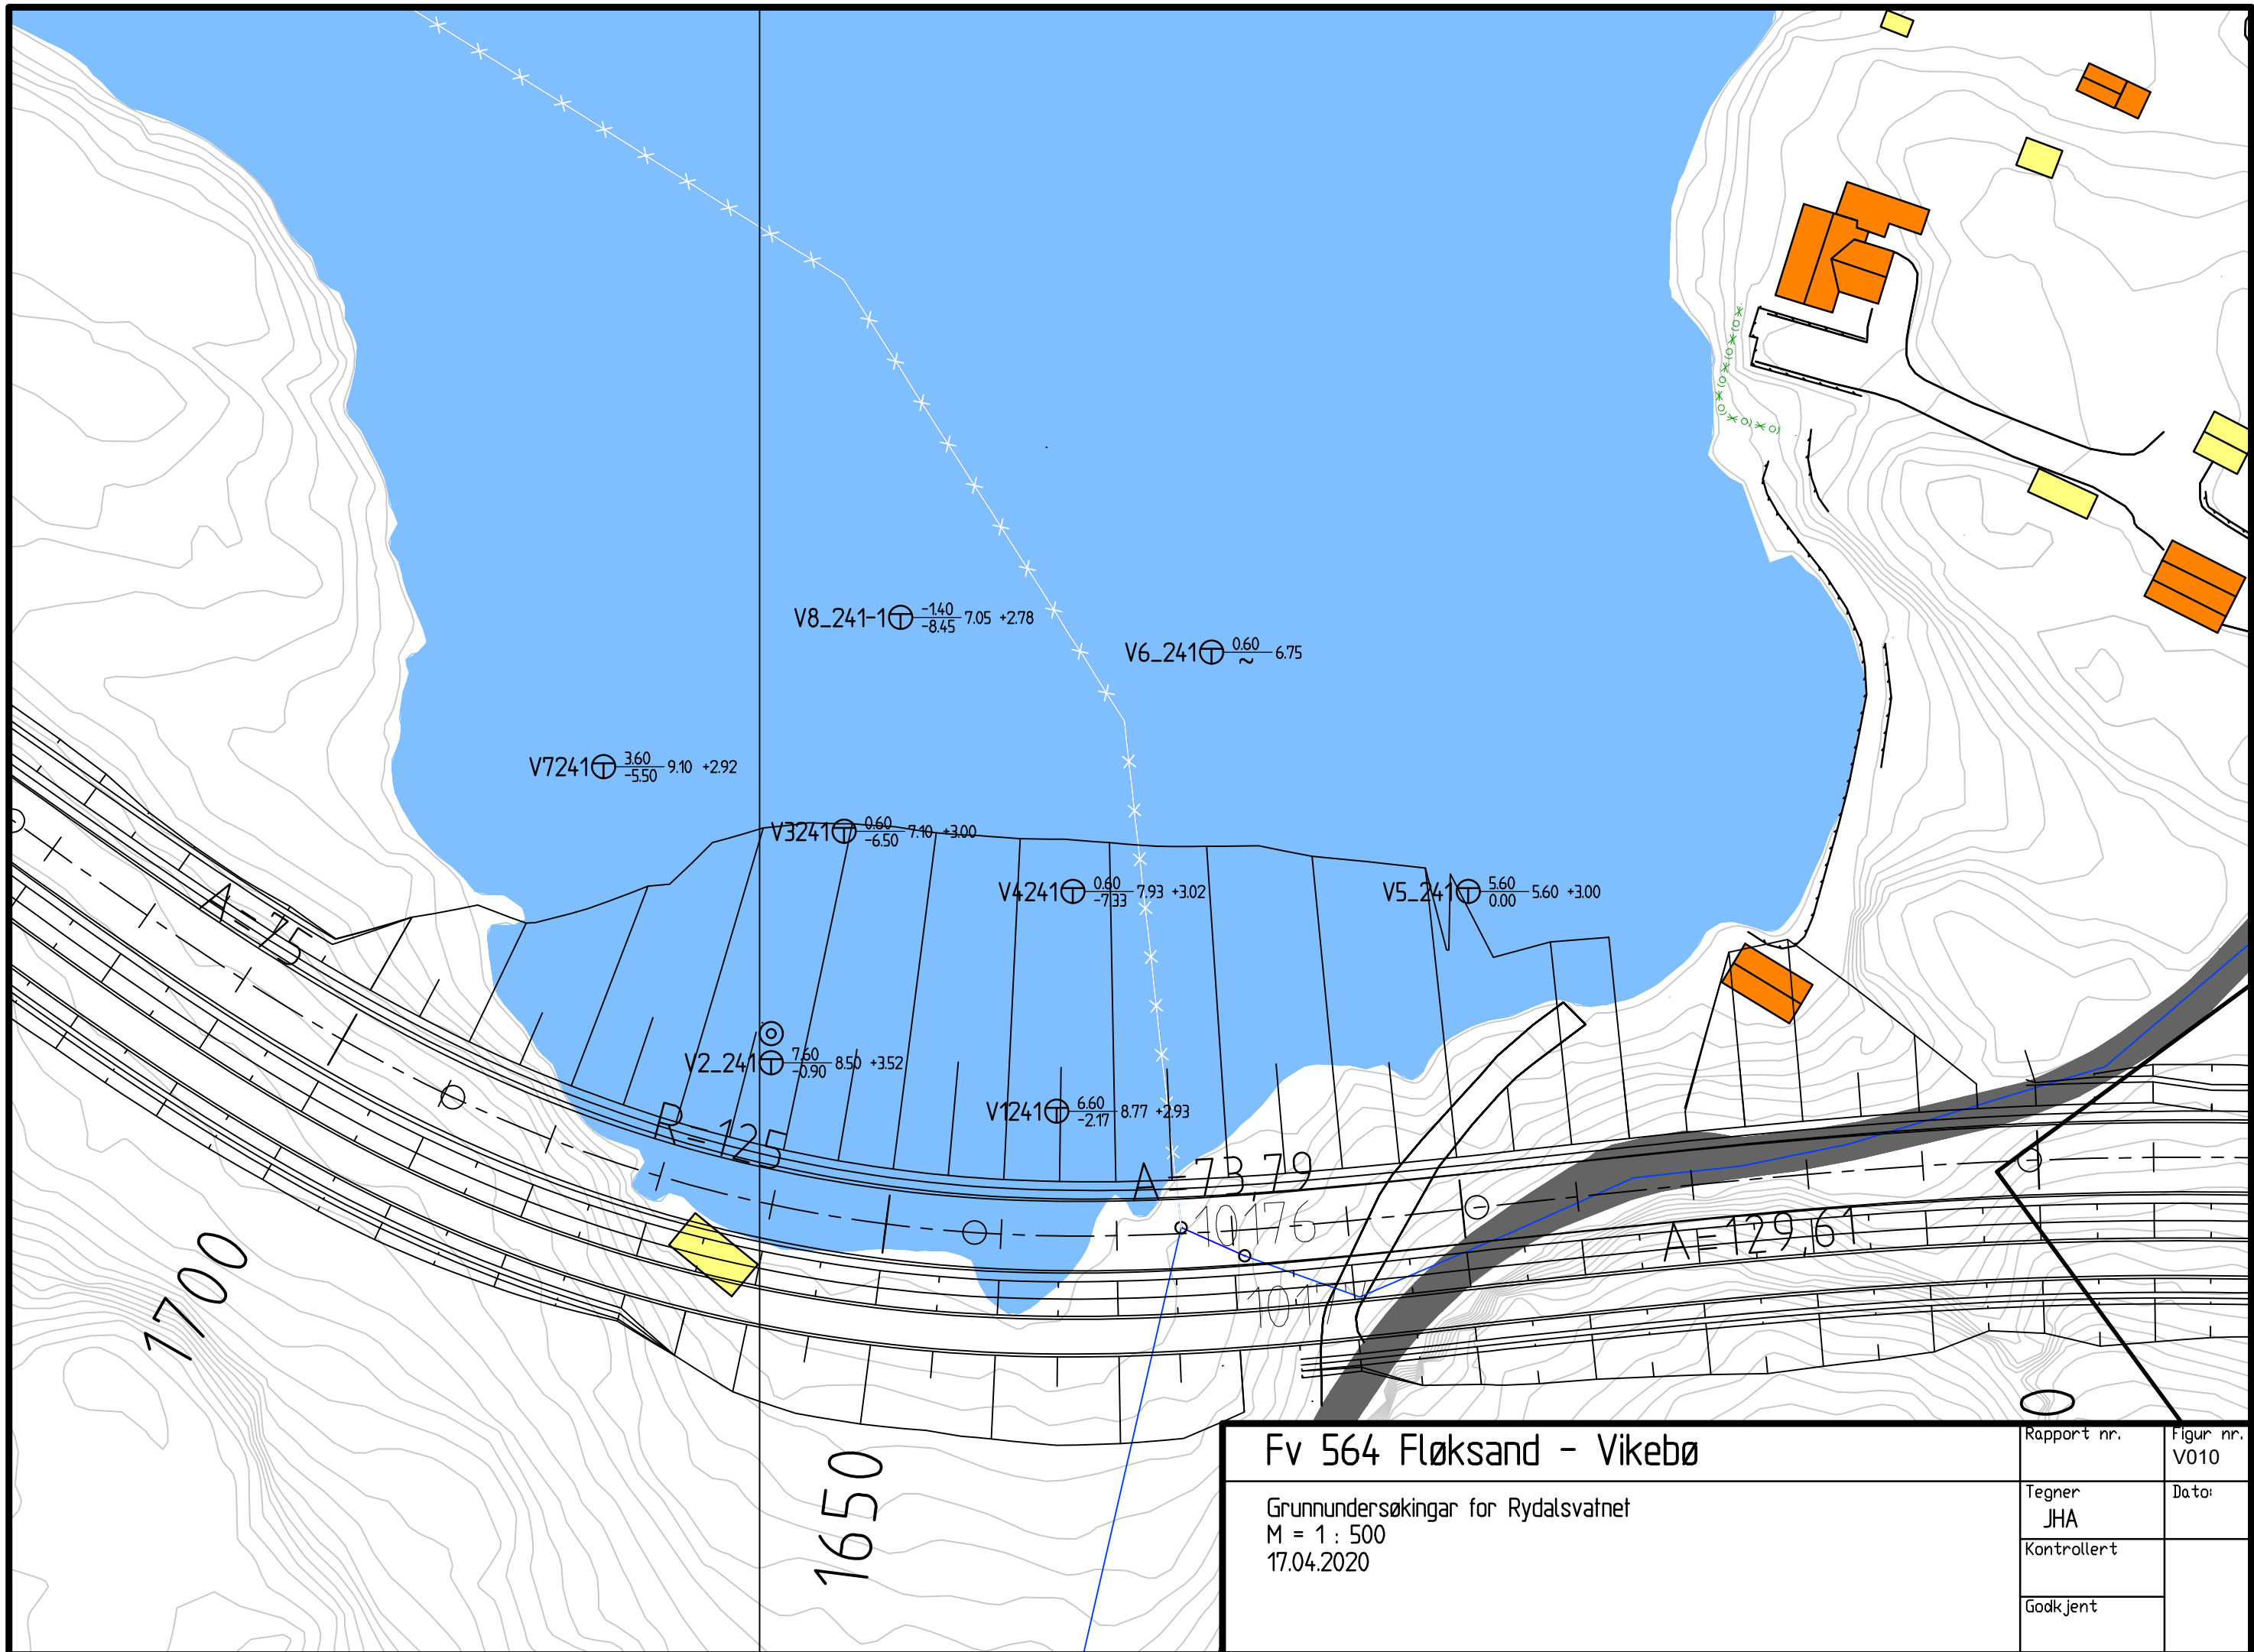 V8_241-1 -1.40 -8.45 7.05 +2.78
V6_241 0.60 ~ 6.75
V7241 3.60 -5.50 9.10 +2.92
V3241 0.60 -6.50 7.10 +3.00
V4241 0.60 -7.33 7.93 +3.02
V5_241 5.60 0.00 5.60 +3.00
A=75
V2_241 7.60 -0.90 8.50 +3.52
V1241 6.60 -2.17 8.77 +2.93
R=125
A=73,79
10176
A=129,61
1700
1650
0
Fv 564 Fløksand - Vikebø
Rapport nr.
Figur nr.
V010
Grunnundersøkingar for Rydalsvatnet
M = 1 : 500
17.04.2020
Tegner
JHA
Dato:
Kontrollert
Godkjent